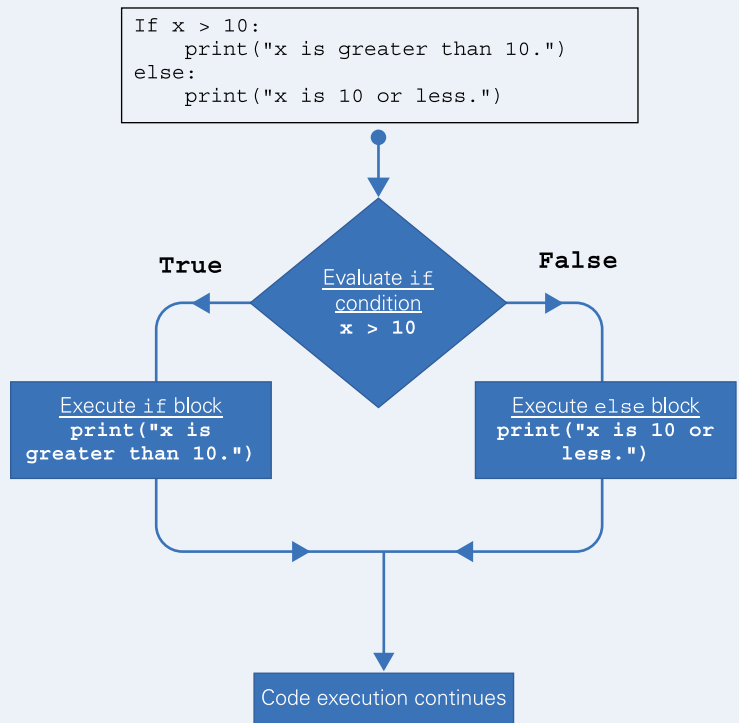 If x > 10:
    print("x is greater than 10.")
else:
    print("x is 10 or less.")
True
False
Evaluate if
condition
x > 10
Execute if block
print("x is
greater than 10.")
Execute else block
print("x is 10 or
less.")
Code execution continues